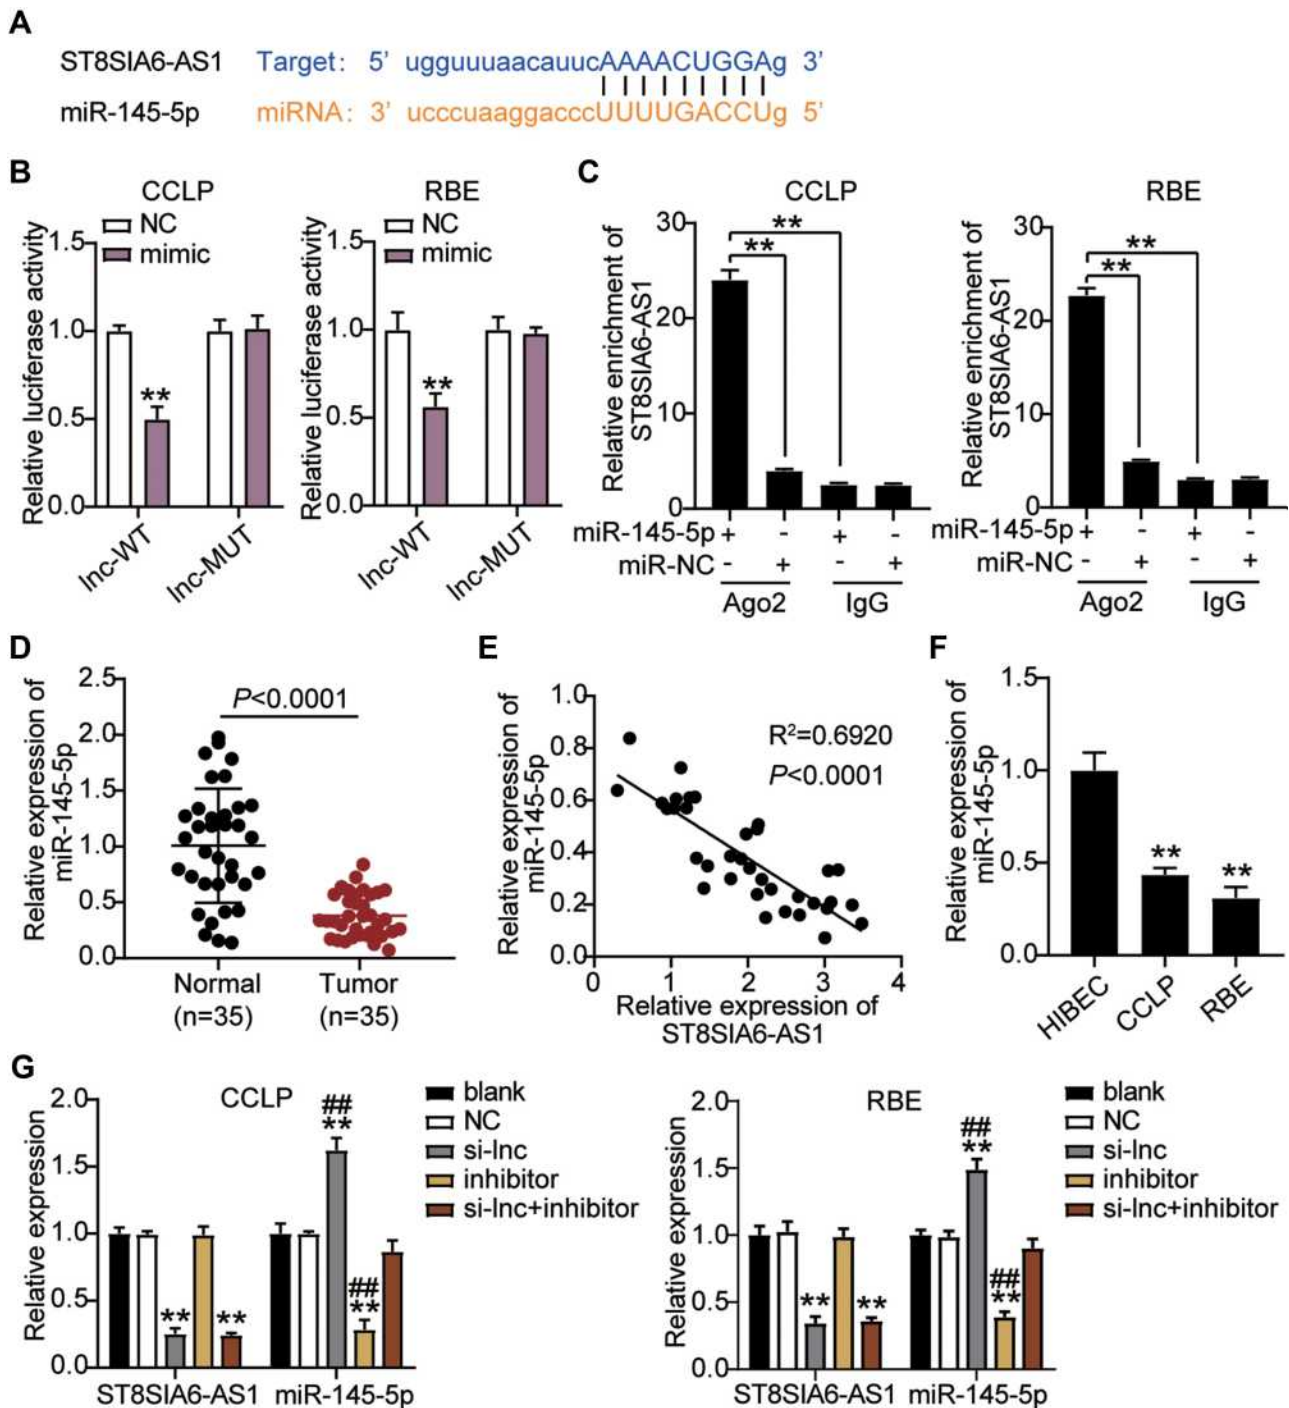 A
ST8SIA6-AS1 Target: 5' ugguuuaacauucAAAACUGGAg 3'
miR-145-5p miRNA: 3' ucccuaaggacccUUUUGACCUg 5'
B
CCLP
NC
mimic
Relative luciferase activity
1.5
1.0
0.5
0.0
**
lnc-WT
lnc-MUT
RBE
NC
mimic
Relative luciferase activity
1.5
1.0
0.5
0.0
**
lnc-WT
lnc-MUT
C
CCLP
Relative enrichment of
ST8SIA6-AS1
30
20
10
0
**
**
miR-145-5p + - + -
miR-NC - + - +
Ago2 IgG
RBE
Relative enrichment of
ST8SIA6-AS1
30
20
10
0
**
**
miR-145-5p + - + -
miR-NC - + - +
Ago2 IgG
D
Relative expression of
miR-145-5p
2.5
2.0
1.5
1.0
0.5
0.0
P<0.0001
Normal Tumor
(n=35) (n=35)
E
Relative expression of
miR-145-5p
1.0
0.8
0.6
0.4
0.2
0.0
R²=0.6920
P<0.0001
0 1 2 3 4
Relative expression of
ST8SIA6-AS1
F
Relative expression of
miR-145-5p
1.5
1.0
0.5
0.0
**
**
HIBEC
CCLP
RBE
G
CCLP
Relative expression
2.0
1.5
1.0
0.5
0.0
** **
##
**
##
**
ST8SIA6-AS1 miR-145-5p
blank
NC
si-lnc
inhibitor
si-lnc+inhibitor
RBE
Relative expression
2.0
1.5
1.0
0.5
0.0
** **
##
**
##
**
ST8SIA6-AS1 miR-145-5p
blank
NC
si-lnc
inhibitor
si-lnc+inhibitor